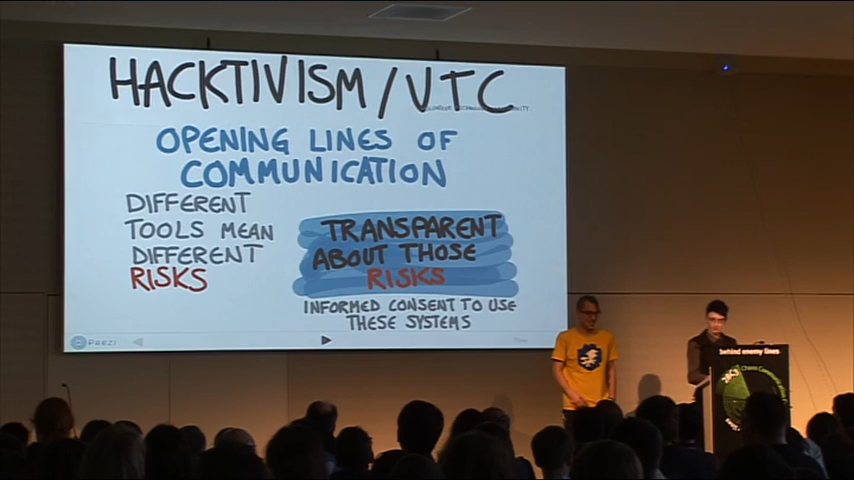 HACKTIVISM/VTC
OPENING LINES OF
COMMUNICATION
DIFFERENT
TOOLS MEAN
DIFFERENT
RISKS
TRANSPARENT
ABOUT THOSE
RISKS
INFORMED CONSENT TO USE
THESE SYSTEMS
Prezi
behind enemy lines